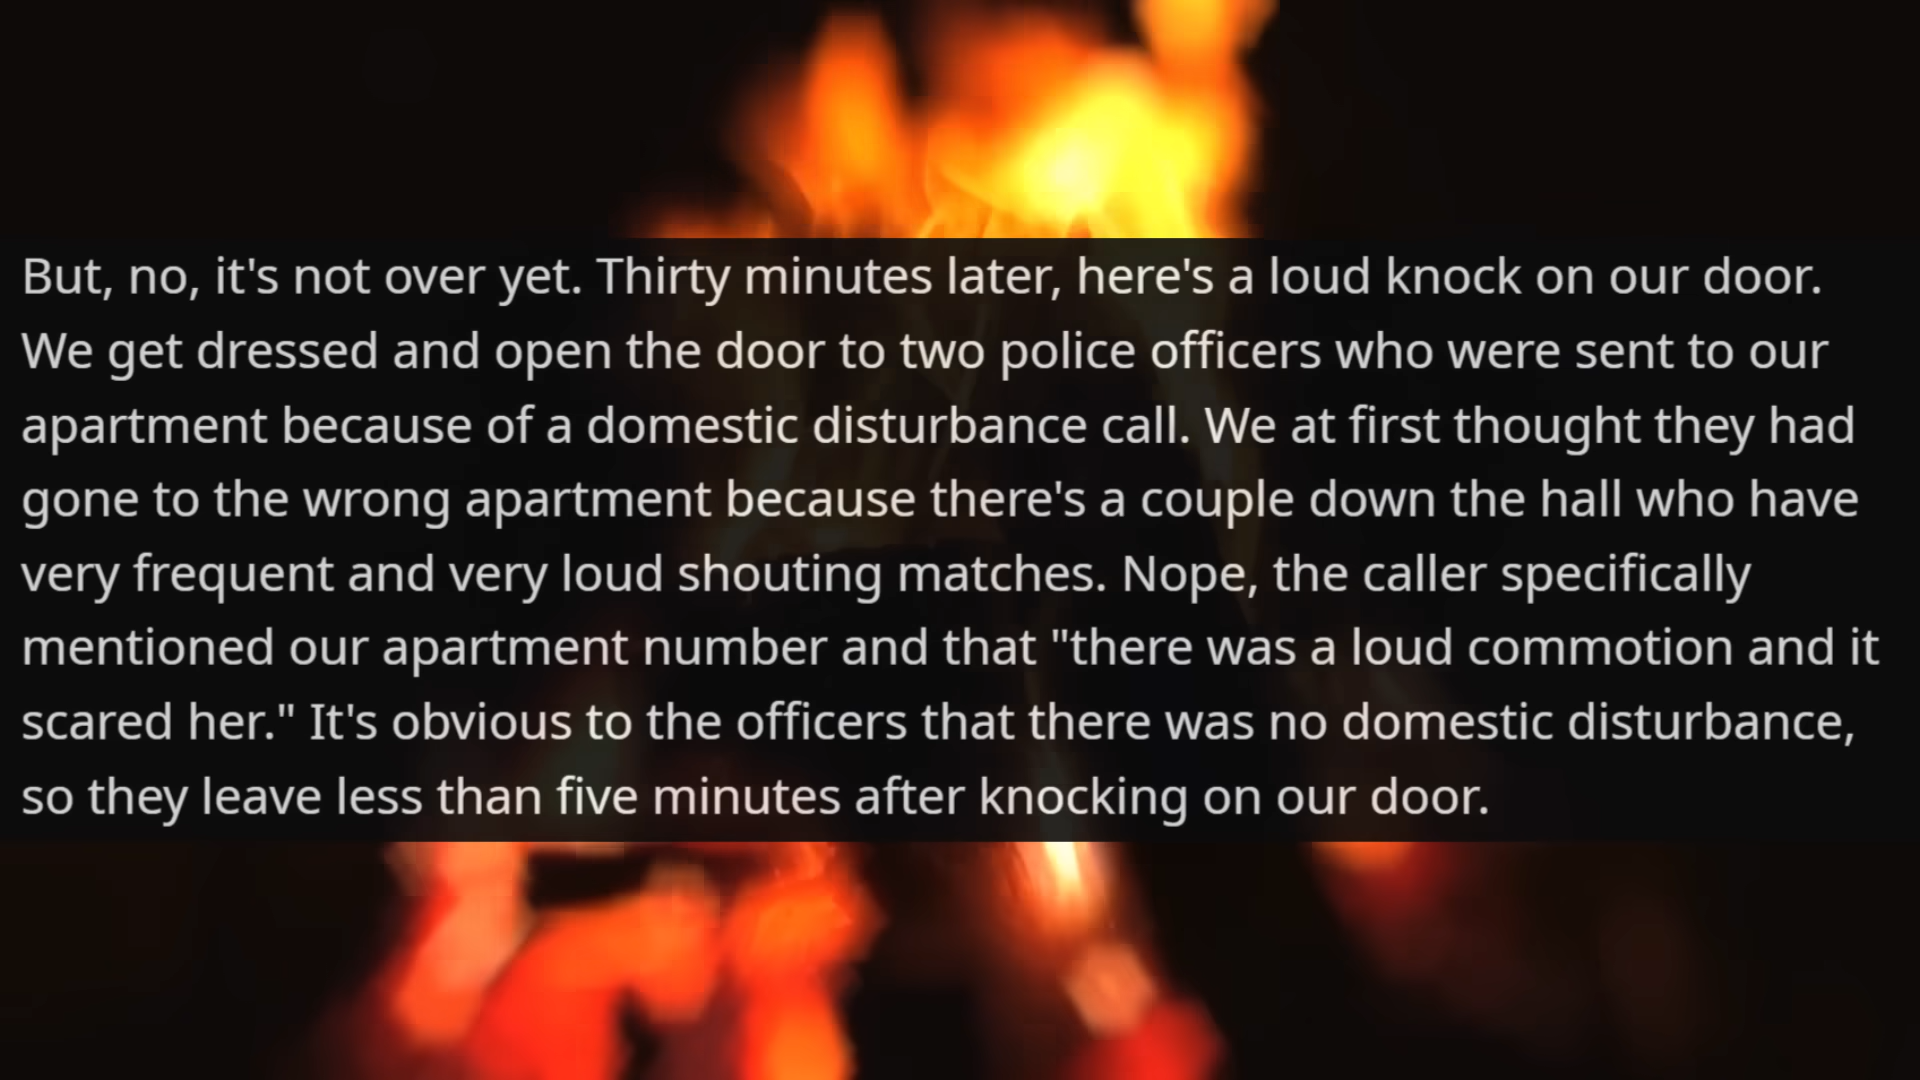 But, no, it's not over yet. Thirty minutes later, here's a loud knock on our door.
We get dressed and open the door to two police officers who were sent to our
apartment because of a domestic disturbance call. We at first thought they had
gone to the wrong apartment because there's a couple down the hall who have
very frequent and very loud shouting matches. Nope, the caller specifically
mentioned our apartment number and that "there was a loud commotion and it
scared her." It's obvious to the officers that there was no domestic disturbance,
so they leave less than five minutes after knocking on our door.